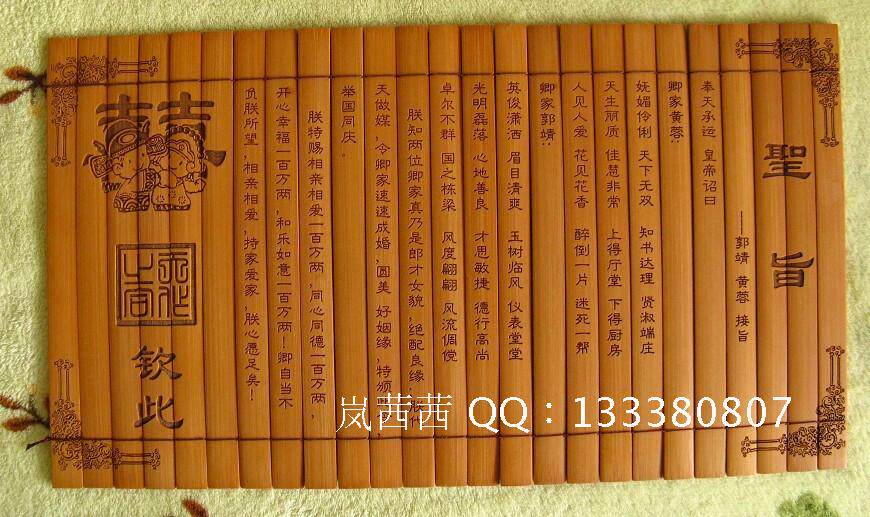 聖旨
——郭靖 黄蓉 接旨
奉天承运 皇帝诏曰
卿家黄蓉：
妩媚伶俐 天下无双 知书达理 贤淑端庄
天生丽质 佳慧非常 上得厅堂 下得厨房
人见人爱 花见花香 醉倒一片 迷死一帮
卿家郭靖：
英俊潇洒 眉目清爽 玉树临风 仪表堂堂
光明磊落 心地善良 才思敏捷 德行高尚
卓尔不群 国之栋梁 风度翩翩 风流倜傥
朕知两位卿家真乃是郎才女貌，绝配良缘，朕代
天做媒，令卿家速速成婚，圆美 好姻缘，特颁
举国同庆．
朕特赐相亲相爱一百万两，同心同德一百万两，
开心幸福一百万两，和乐如意一百万两！卿自当不
负朕所望，相亲相爱，持家爱家，朕心愿足矣！
囍
钦此
岚茜茜 QQ：133380807